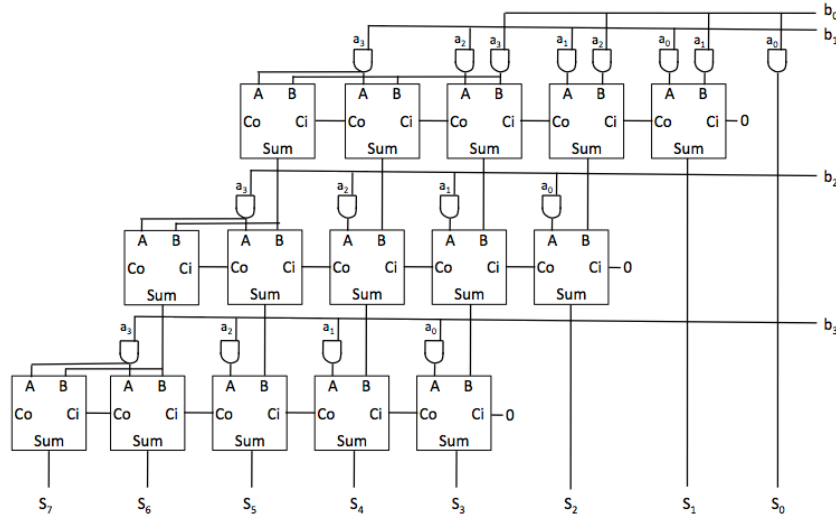 b₀
b₁
a₃ a₂ a₃ a₁ a₂ a₀ a₁ a₀
A B A B A B A B A B
Co Ci Co Ci Co Ci Co Ci Co Ci 0
Sum Sum Sum Sum Sum
b₂
a₃ a₂ a₁ a₀
A B A B A B A B A B
Co Ci Co Ci Co Ci Co Ci Co Ci 0
Sum Sum Sum Sum Sum
b₃
a₃ a₂ a₁ a₀
A B A B A B A B A B
Co Ci Co Ci Co Ci Co Ci Co Ci 0
Sum Sum Sum Sum Sum
S₇ S₆ S₅ S₄ S₃ S₂ S₁ S₀